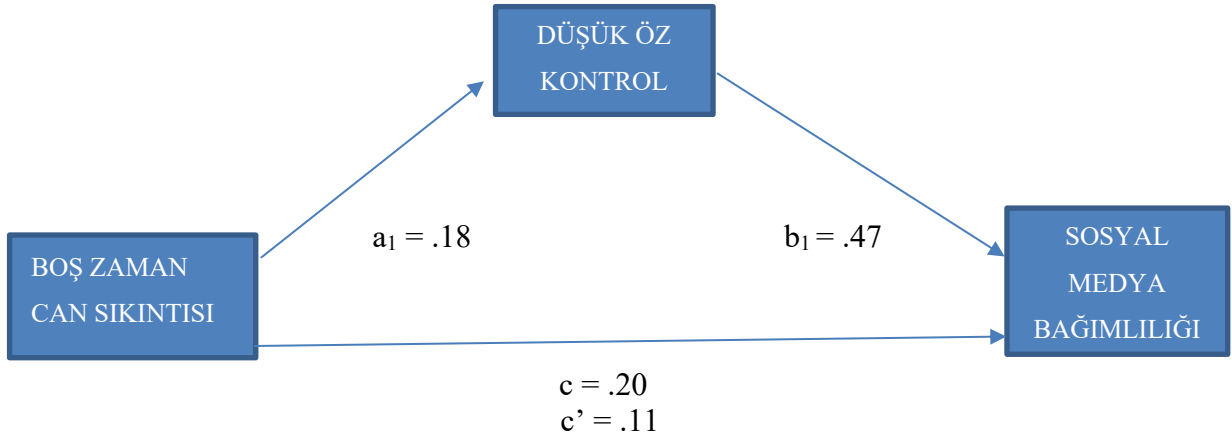 DÜŞÜK ÖZ
KONTROL
a₁ = .18
b₁ = .47
BOŞ ZAMAN
CAN SIKINTISI
SOSYAL
MEDYA
BAĞIMLILIĞI
c = .20
c’ = .11